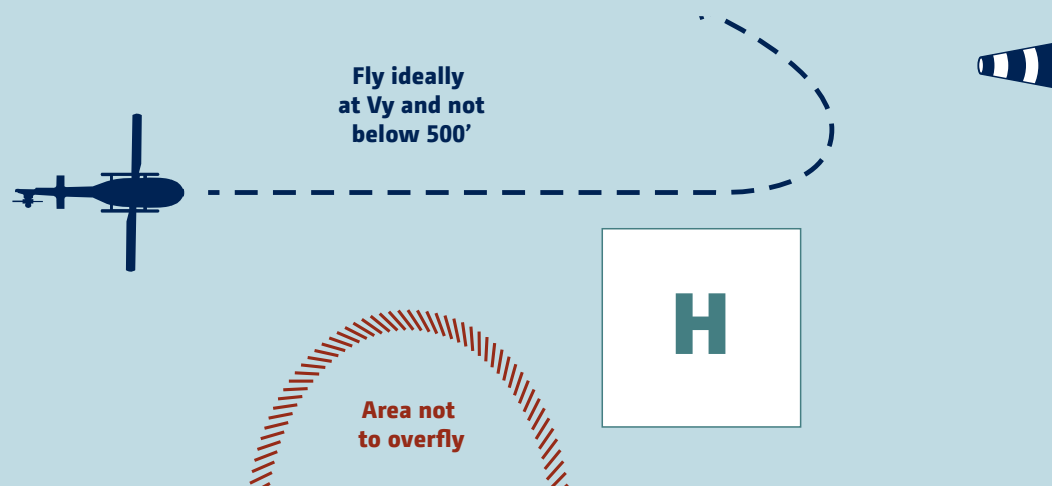 Fly ideally
at Vy and not
below 500’
H
Area not
to overfly